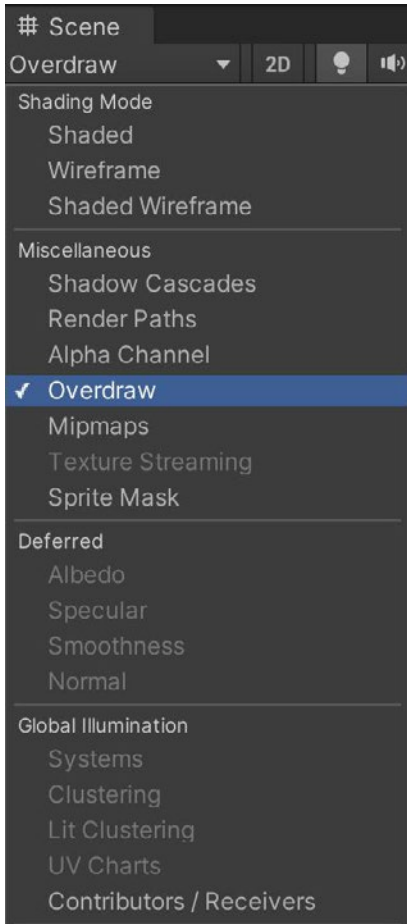 Scene
Overdraw 2D
Shading Mode
Shaded
Wireframe
Shaded Wireframe
Miscellaneous
Shadow Cascades
Render Paths
Alpha Channel
Overdraw
Mipmaps
Texture Streaming
Sprite Mask
Deferred
Albedo
Specular
Smoothness
Normal
Global Illumination
Systems
Clustering
Lit Clustering
UV Charts
Contributors / Receivers